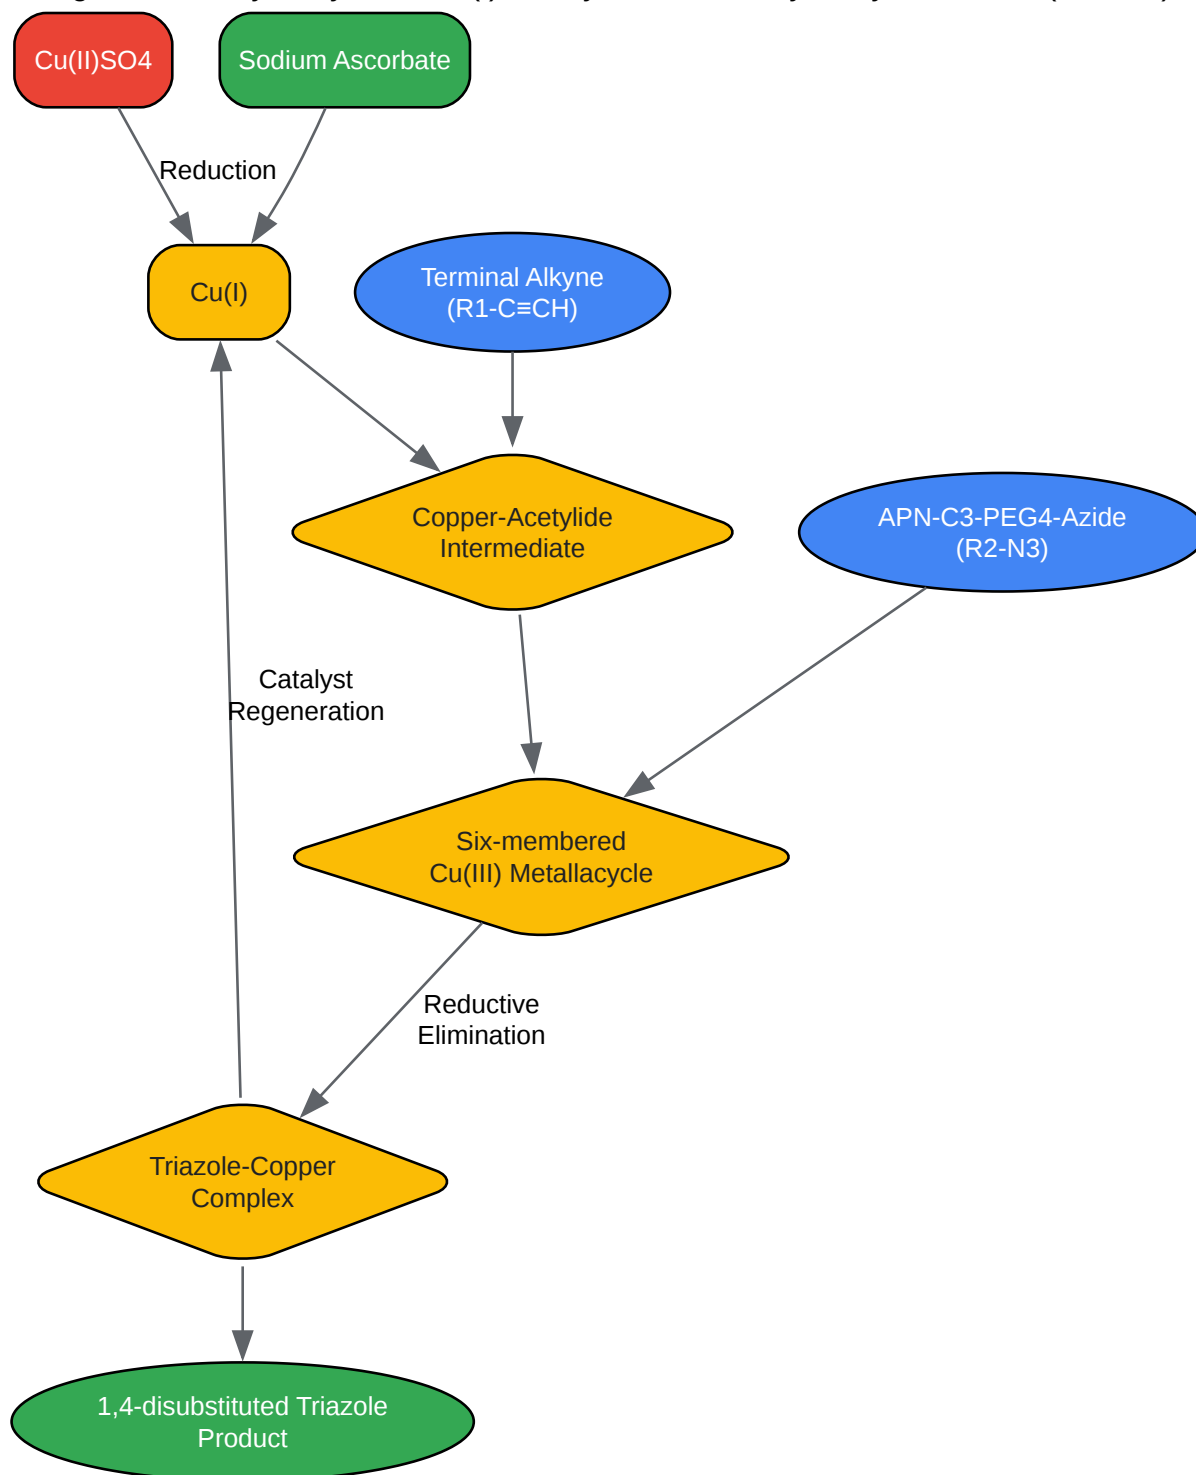 Cu(II)SO4
Sodium Ascorbate
Reduction
Cu(I)
Terminal Alkyne
(R1-C≡CH)
Copper-Acetylide
Intermediate
APN-C3-PEG4-Azide
(R2-N3)
Catalyst
Regeneration
Six-membered
Cu(III) Metallacycle
Reductive
Elimination
Triazole-Copper
Complex
1,4-disubstituted Triazole
Product